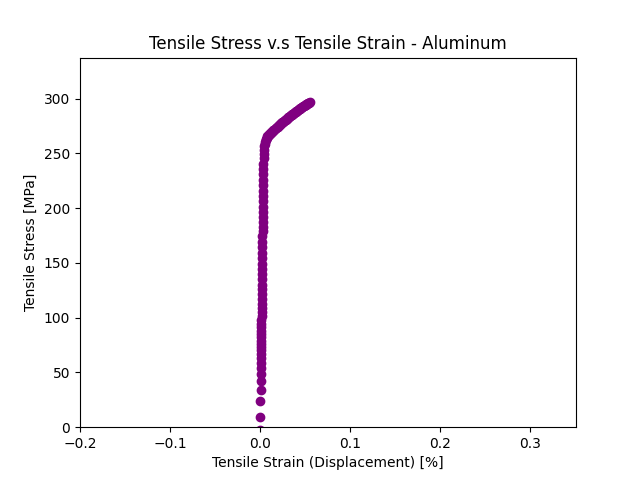 Tensile Stress v.s Tensile Strain - Aluminum
Tensile Stress [MPa]
300
250
200
150
100
50
0
−0.2 −0.1 0.0 0.1 0.2 0.3
Tensile Strain (Displacement) [%]